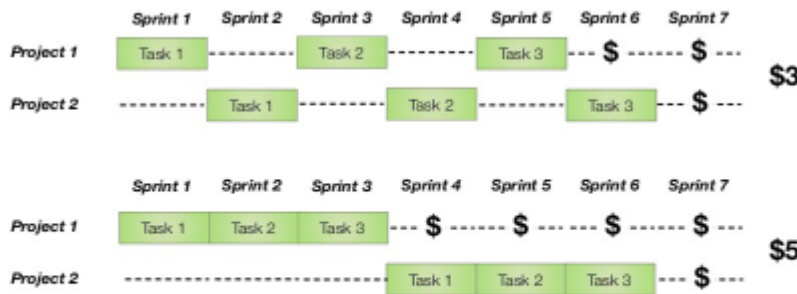 Sprint 1 Sprint 2 Sprint 3 Sprint 4 Sprint 5 Sprint 6 Sprint 7
Project 1 Task 1 Task 2 Task 3 $ $
$3
Project 2 Task 1 Task 2 Task 3 $
Sprint 1 Sprint 2 Sprint 3 Sprint 4 Sprint 5 Sprint 6 Sprint 7
Project 1 Task 1 Task 2 Task 3 $ $ $ $
$5
Project 2 Task 1 Task 2 Task 3 $